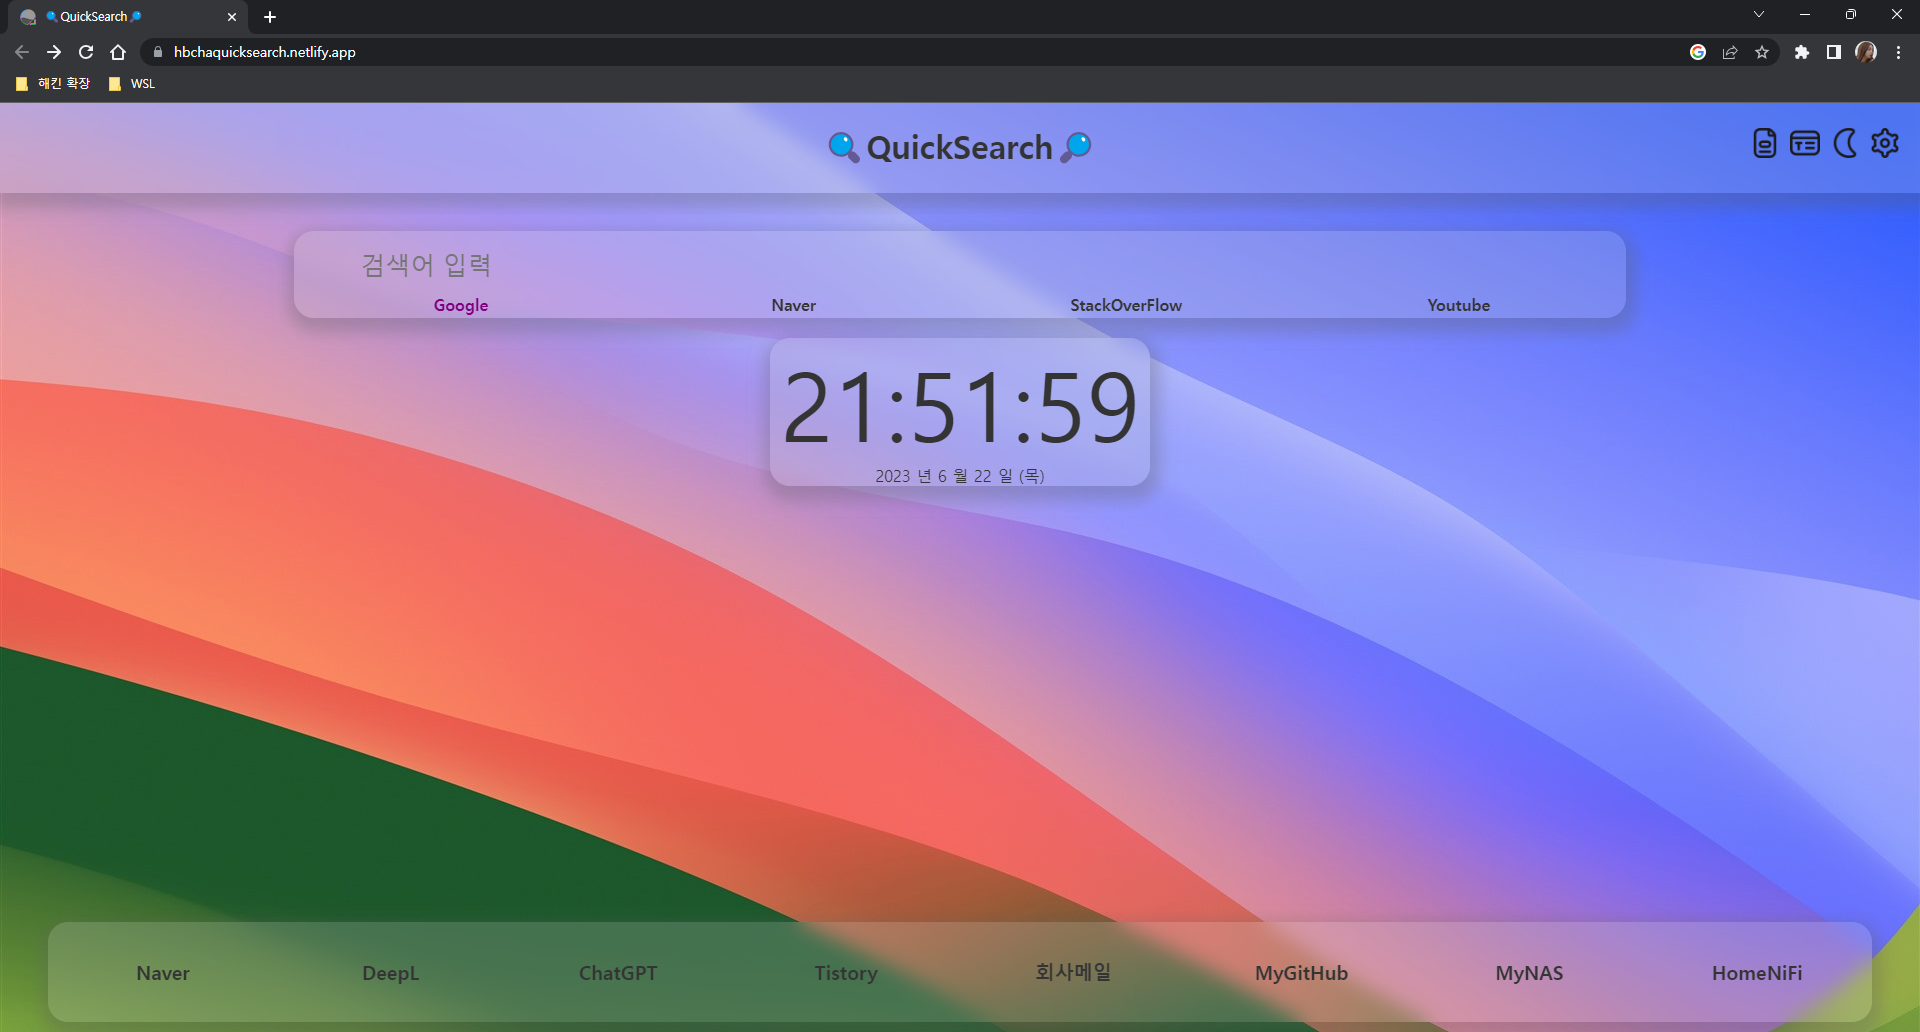 🔍 QuickSearch 🔎
hbchaquicksearch.netlify.app
해킨 확장 WSL
🔍 QuickSearch 🔎
검색어 입력
Google Naver StackOverFlow Youtube
21:51:59
2023 년 6 월 22 일 (목)
Naver DeepL ChatGPT Tistory 회사메일 MyGitHub MyNAS HomeNiFi